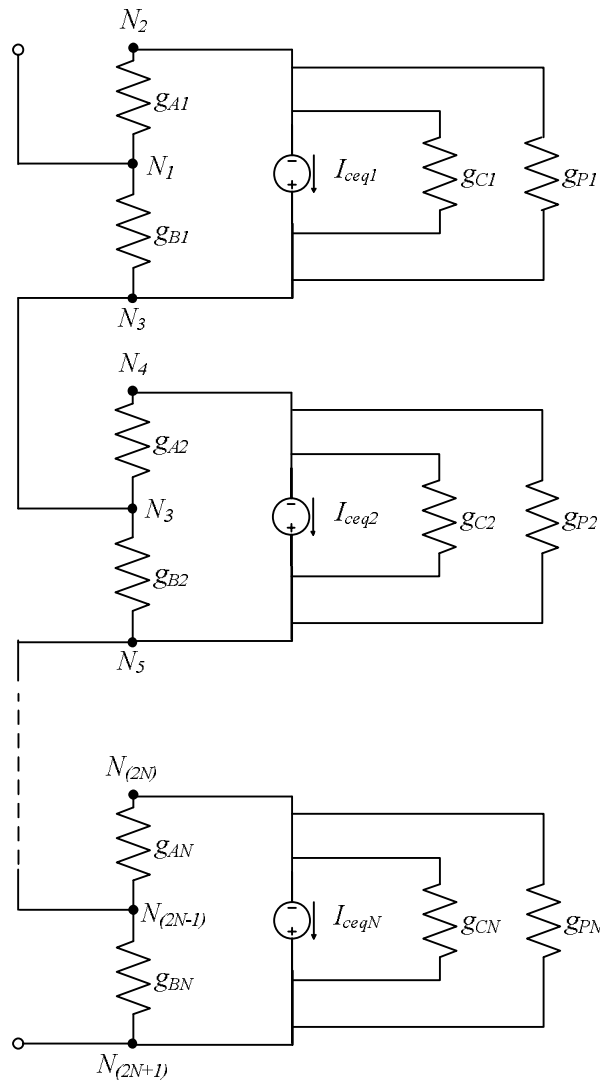 N2
gA1
N1
Iceq1
gC1
gP1
gB1
N3
N4
gA2
N3
Iceq2
gC2
gP2
gB2
N5
N(2N)
gAN
N(2N-1)
IceqN
gCN
gPN
gBN
N(2N+1)